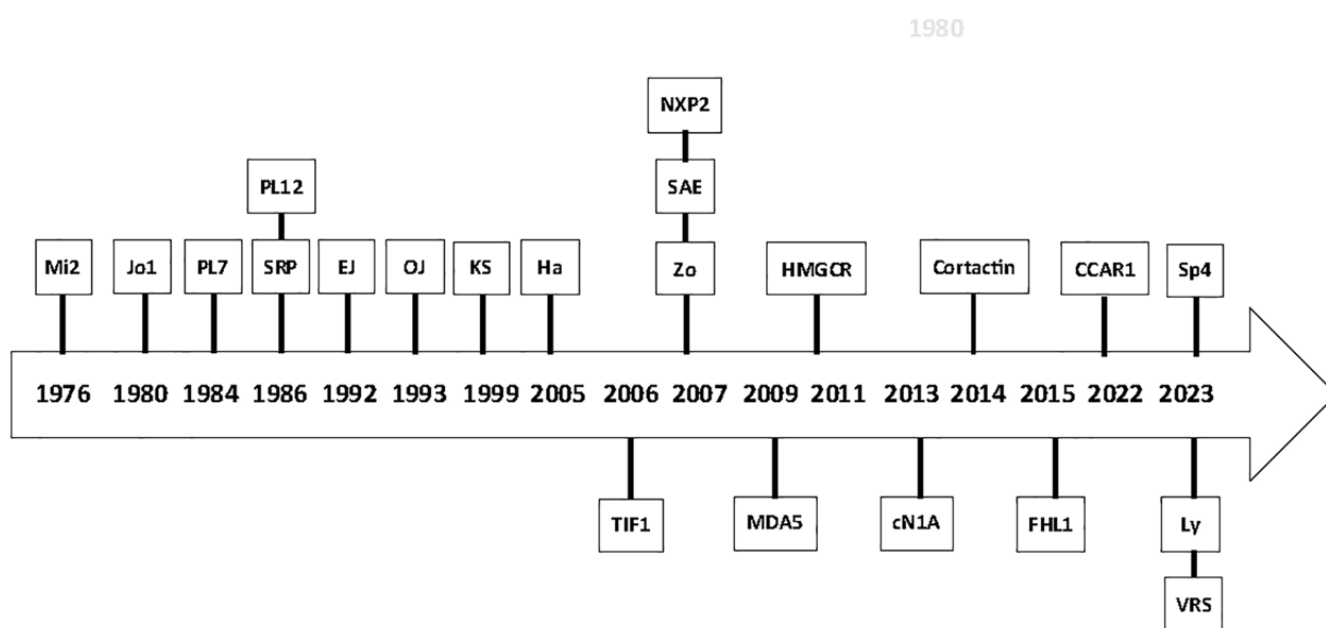 1980
NXP2
PL12
SAE
Mi2 Jo1 PL7 SRP EJ OJ KS Ha Zo HMGCR Cortactin CCAR1 Sp4
1976 1980 1984 1986 1992 1993 1999 2005 2006 2007 2009 2011 2013 2014 2015 2022 2023
TIF1 MDA5 cN1A FHL1 Ly
VRS